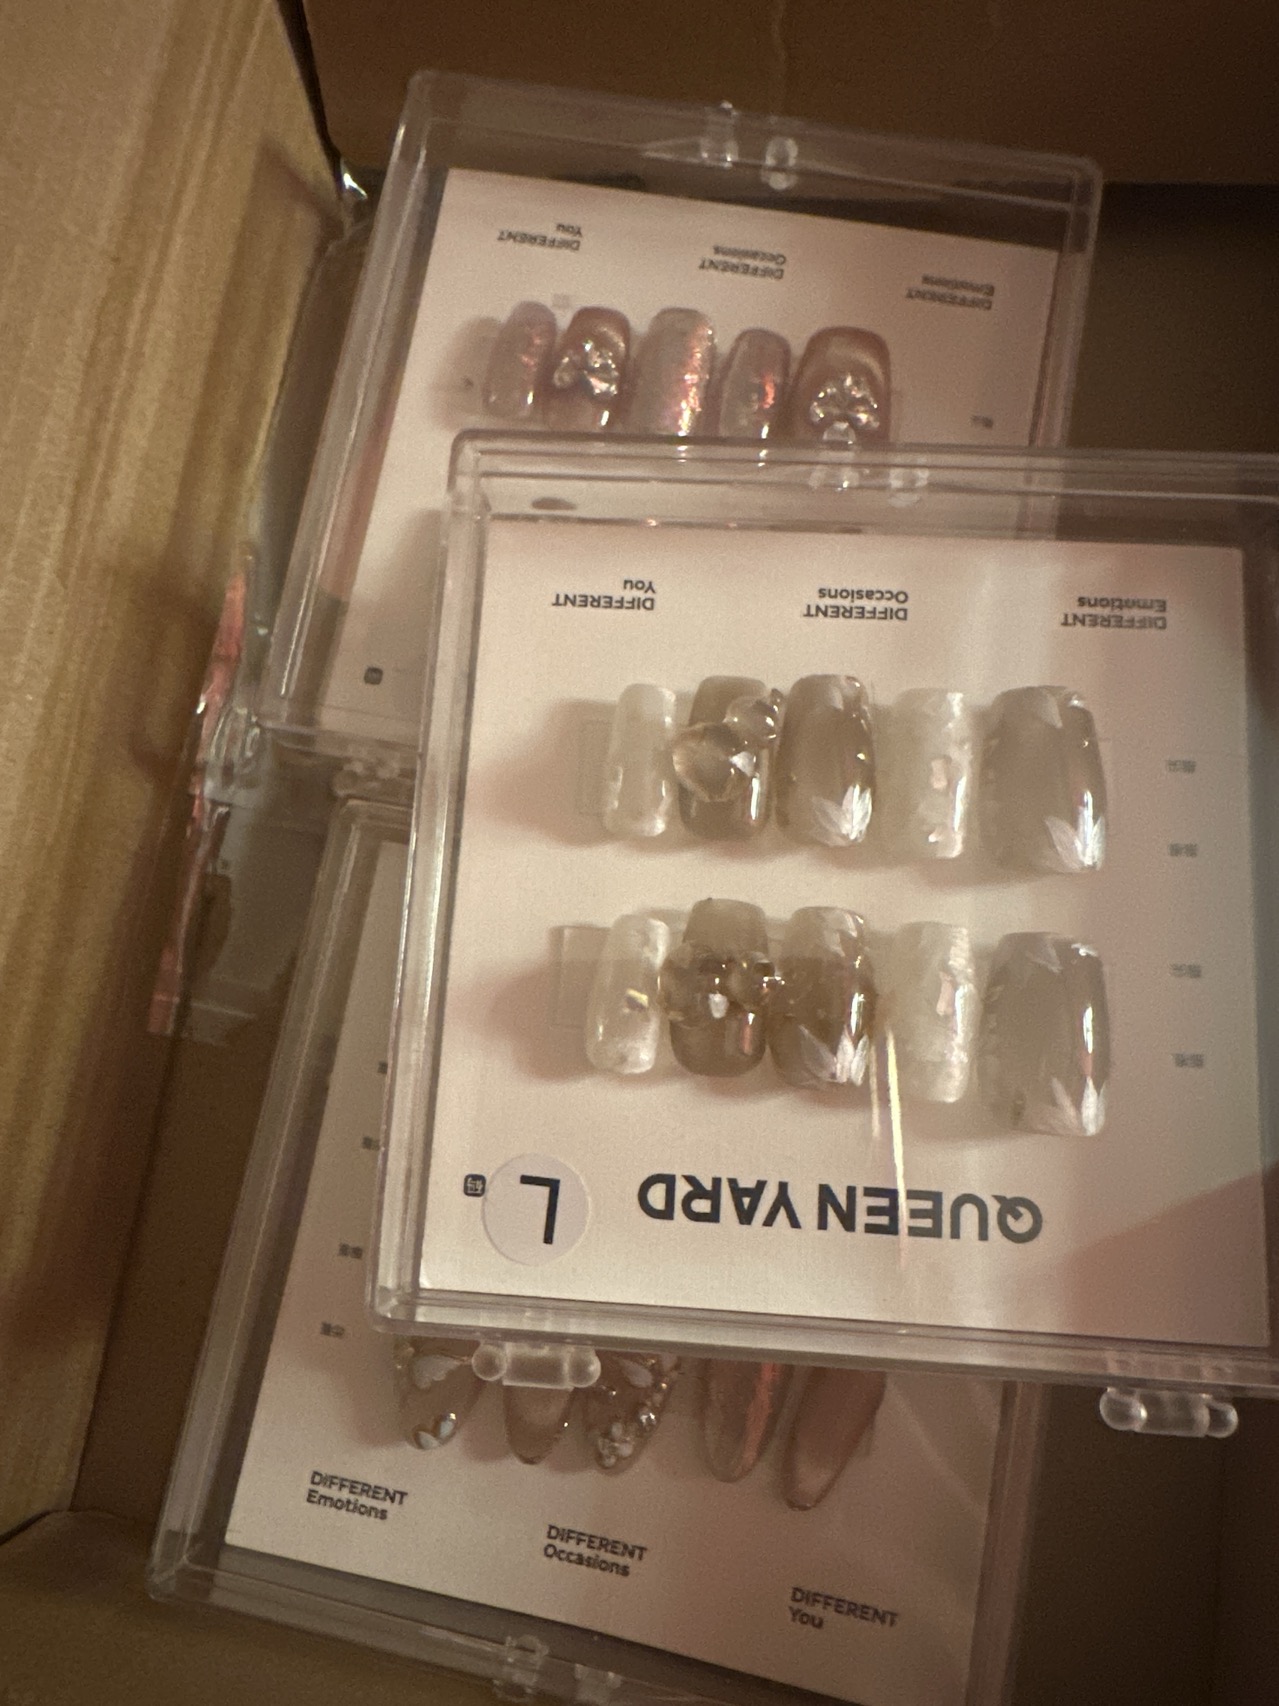 DIFFERENT
You
DIFFERENT
Occasions
DIFFERENT
Emotions
DIFFERENT
You
DIFFERENT
Occasions
DIFFERENT
Emotions
QUEEN YARD
L
DIFFERENT
Emotions
DIFFERENT
Occasions
DIFFERENT
You